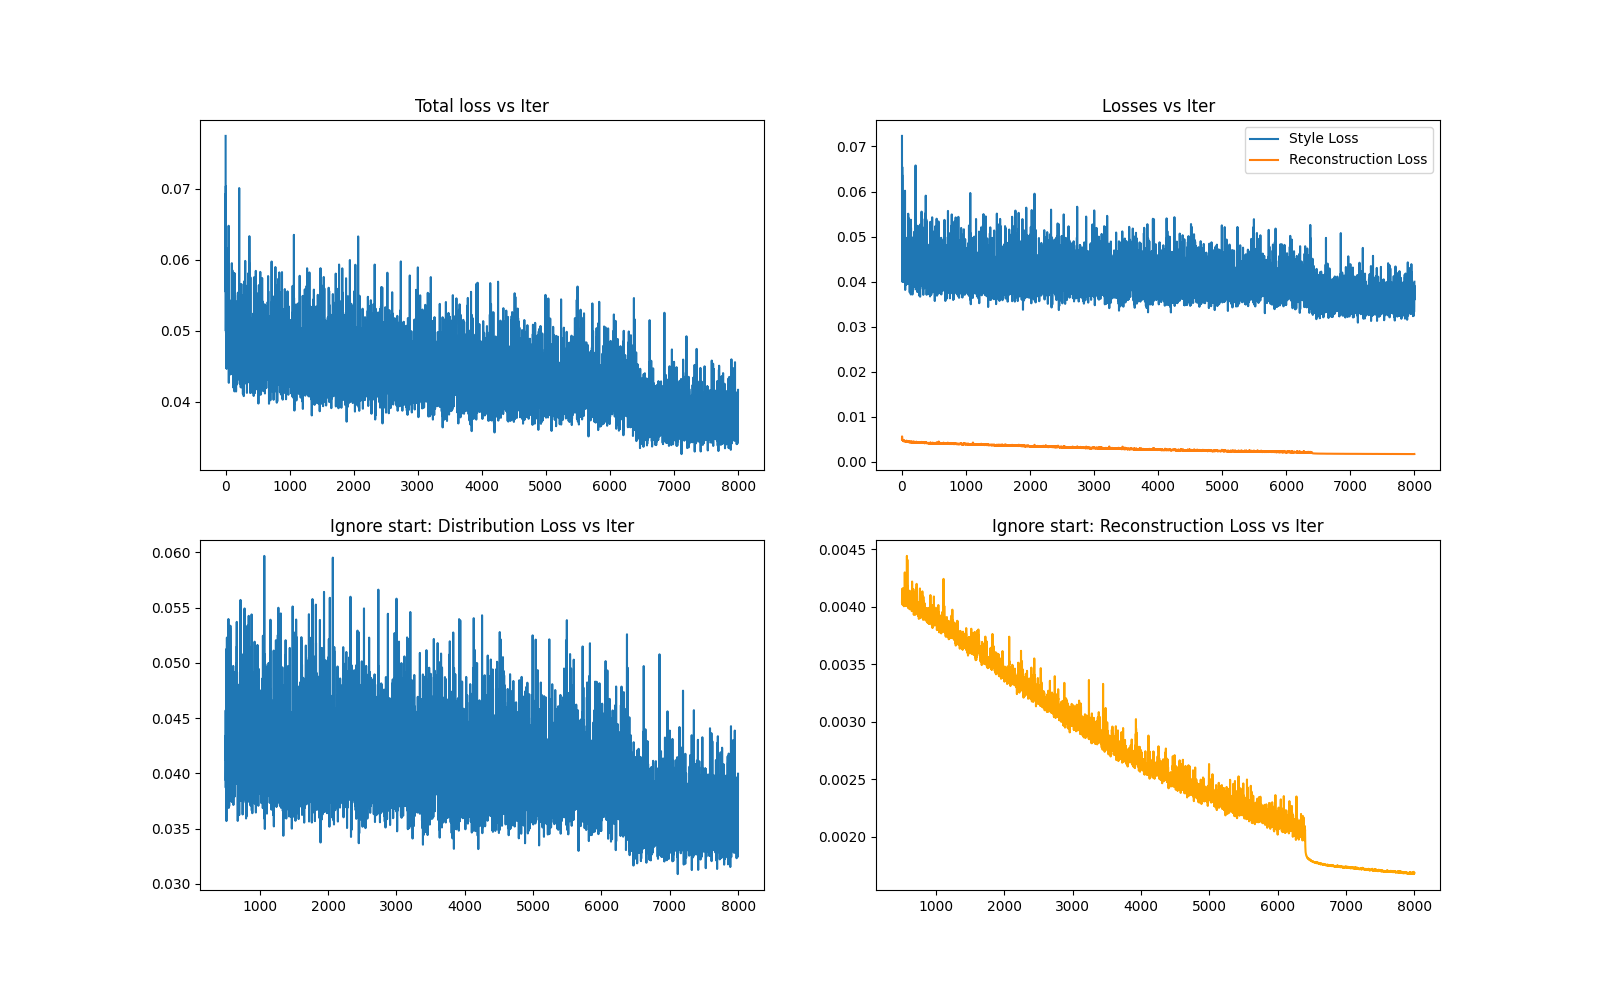 Total loss vs Iter
0.07
0.06
0.05
0.04
0 1000 2000 3000 4000 5000 6000 7000 8000
Losses vs Iter
Style Loss
Reconstruction Loss
0.07
0.06
0.05
0.04
0.03
0.02
0.01
0.00
0 1000 2000 3000 4000 5000 6000 7000 8000
Ignore start: Distribution Loss vs Iter
0.060
0.055
0.050
0.045
0.040
0.035
0.030
1000 2000 3000 4000 5000 6000 7000 8000
Ignore start: Reconstruction Loss vs Iter
0.0045
0.0040
0.0035
0.0030
0.0025
0.0020
1000 2000 3000 4000 5000 6000 7000 8000